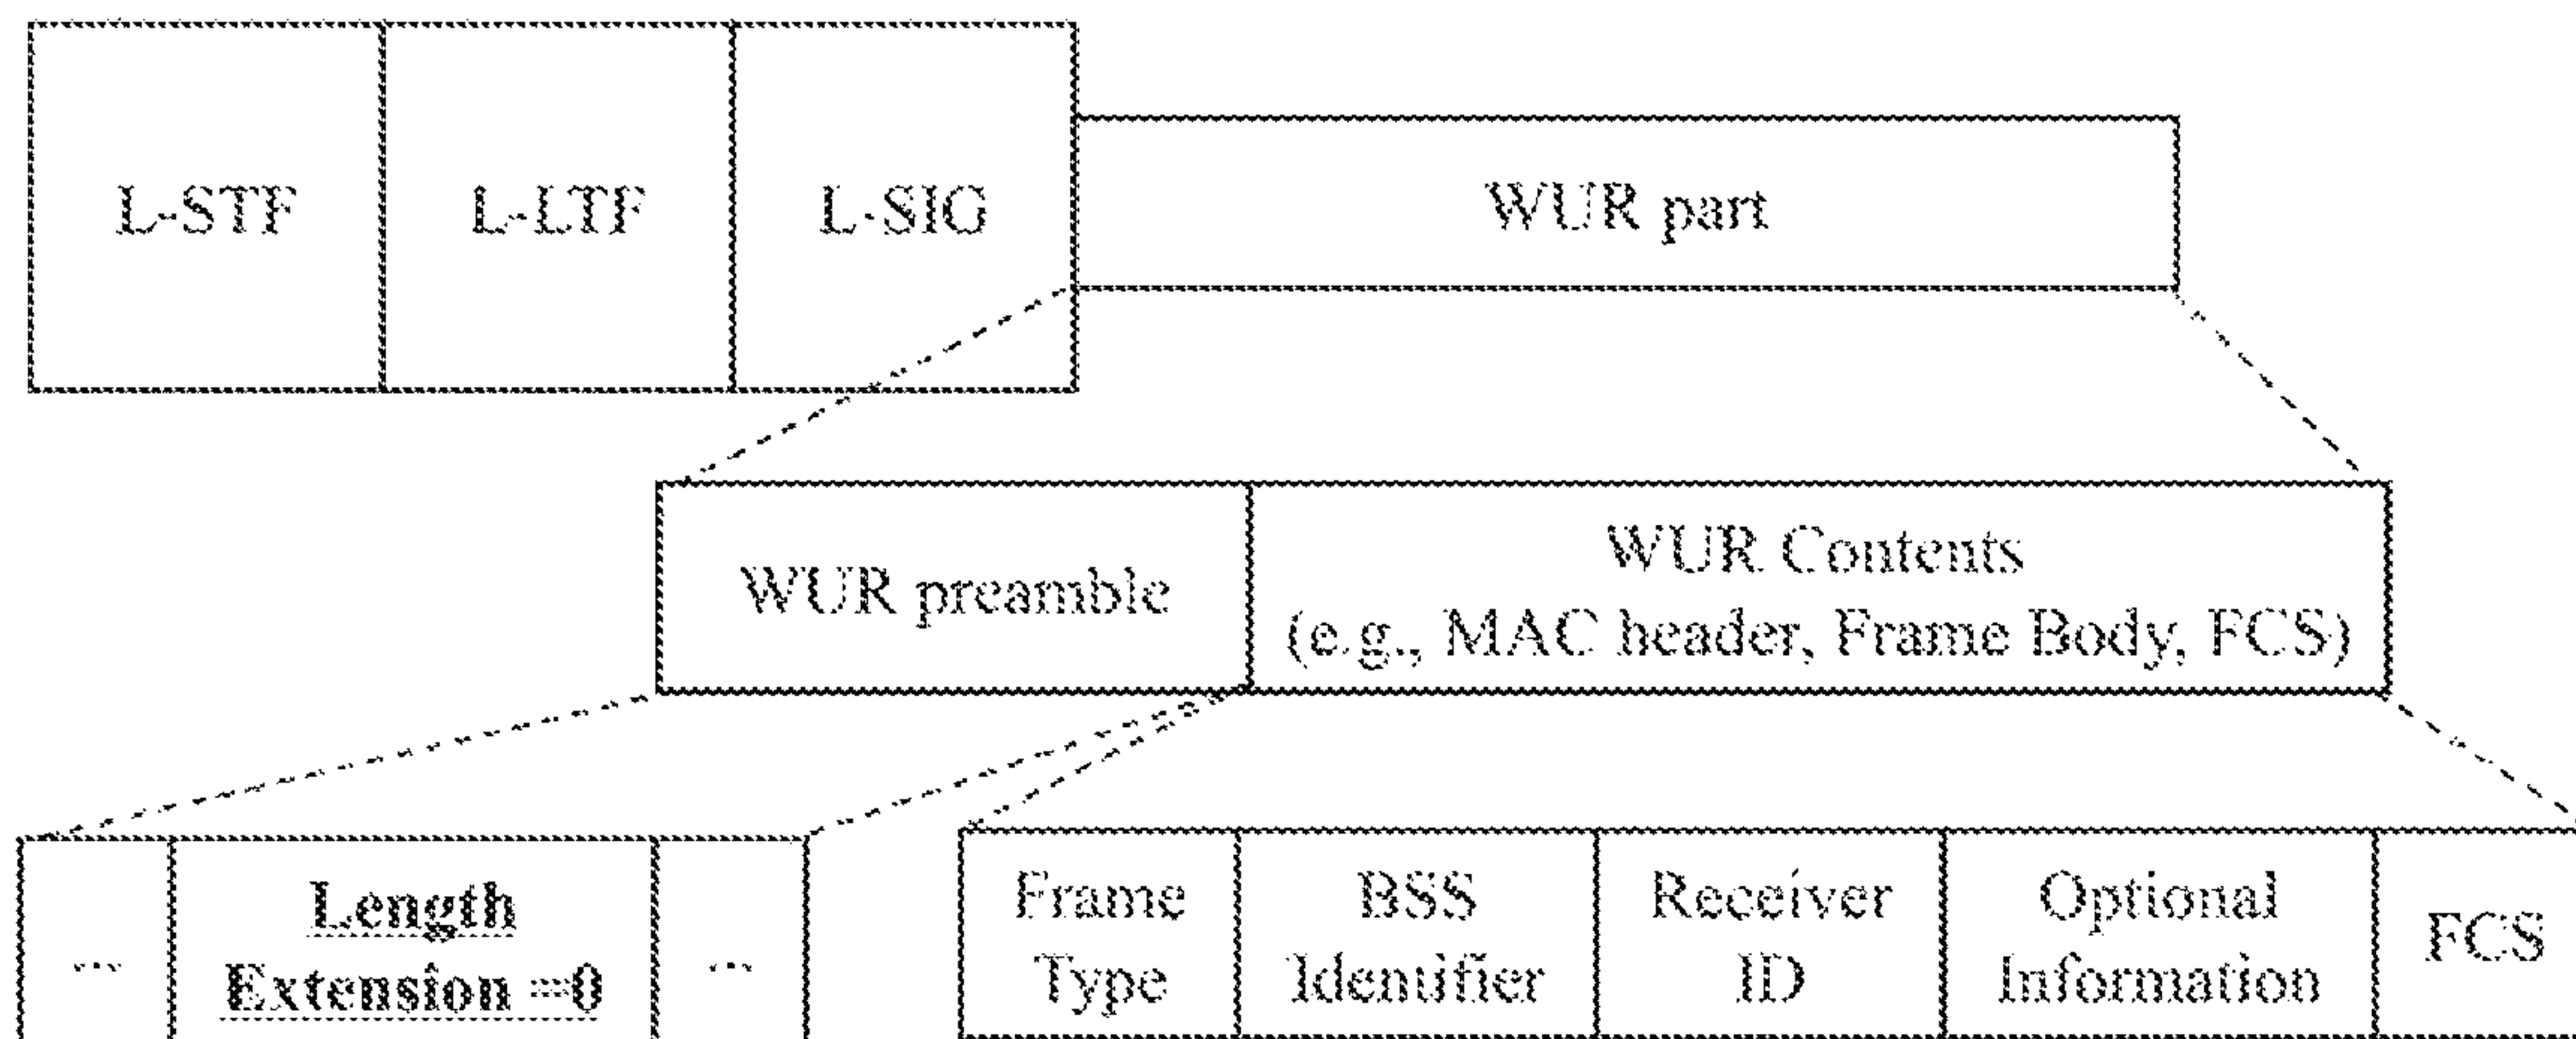 L-STF
L-LTF
L-SIG
WUR part
WUR preamble
WUR Contents
(e.g., MAC header, Frame Body, FCS)
...
Length
Extension =0
...
Frame
Type
BSS
Identifier
Receiver
ID
Optional
Information
FCS